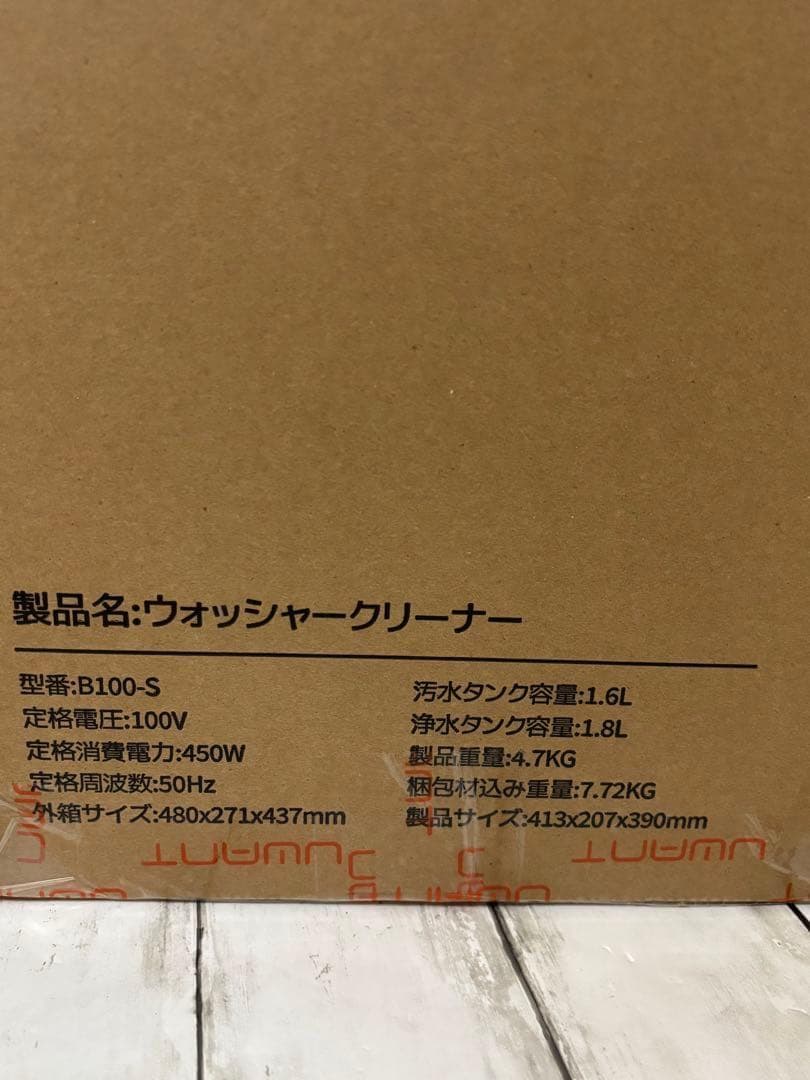 製品名:ウォッシャークリーナー
型番:B100-S
定格電圧:100V
定格消費電力:450W
定格周波数:50Hz
外箱サイズ:480x271x437mm
汚水タンク容量:1.6L
浄水タンク容量:1.8L
製品重量:4.7KG
梱包材込み重量:7.72KG
製品サイズ:413x207x390mm
UWANT
UWANT